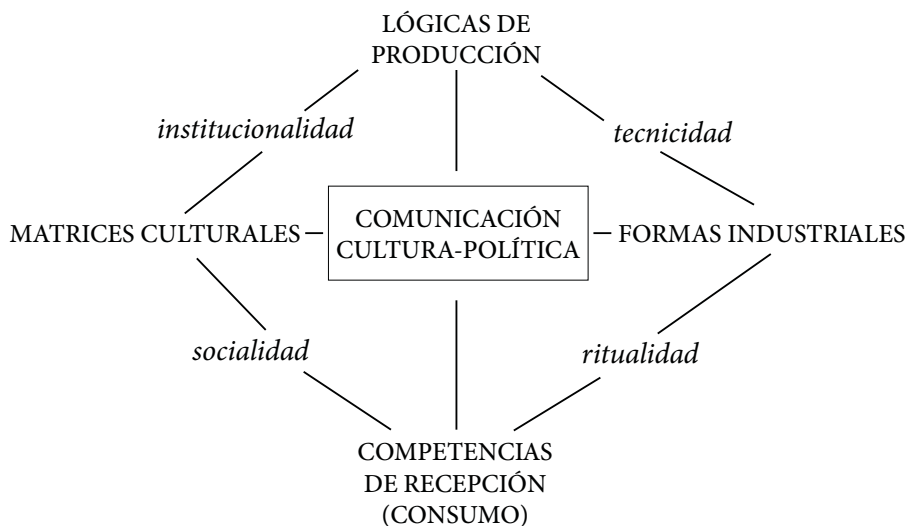 LÓGICAS DE
PRODUCCIÓN
institucionalidad
tecnicidad
MATRICES CULTURALES
COMUNICACIÓN
CULTURA-POLÍTICA
FORMAS INDUSTRIALES
socialidad
ritualidad
COMPETENCIAS
DE RECEPCIÓN
(CONSUMO)